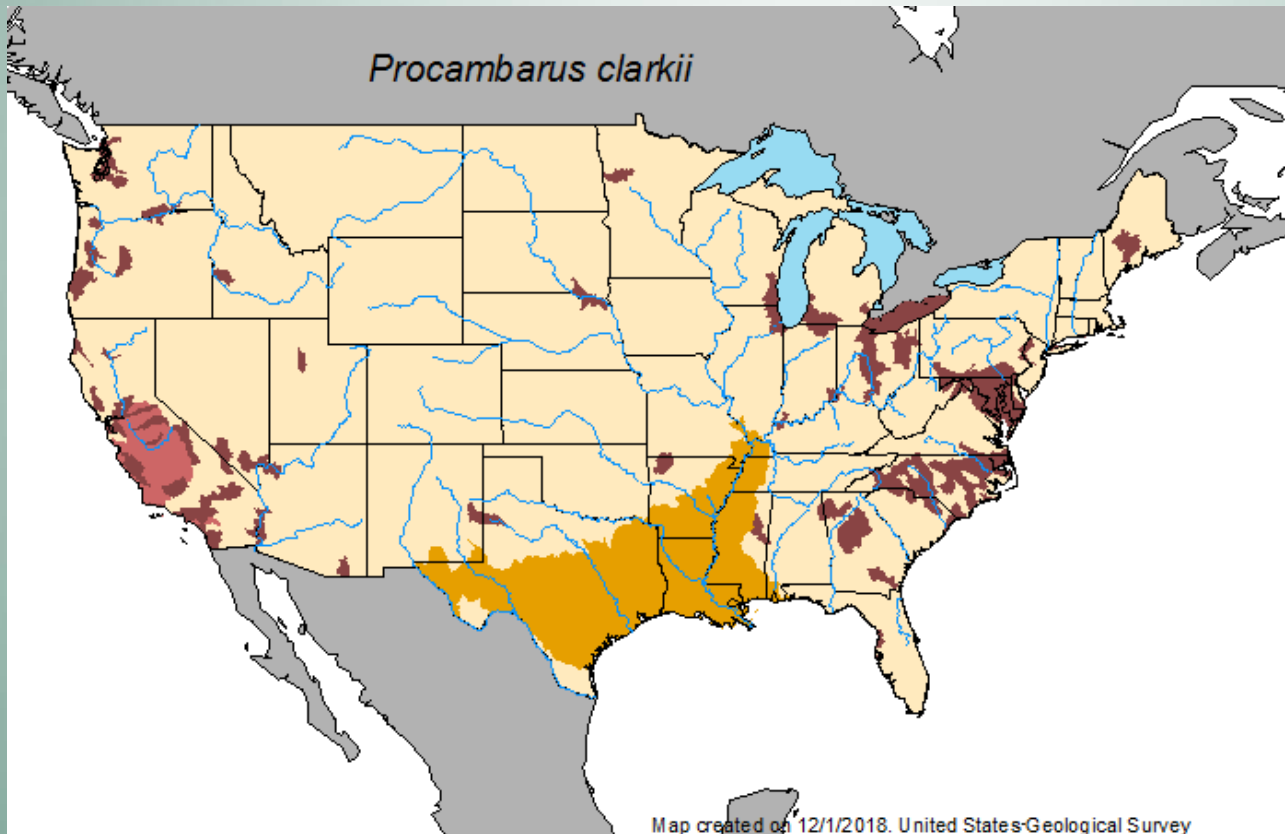 Procambarus clarkii
Map created on 12/1/2018. United States Geological Survey